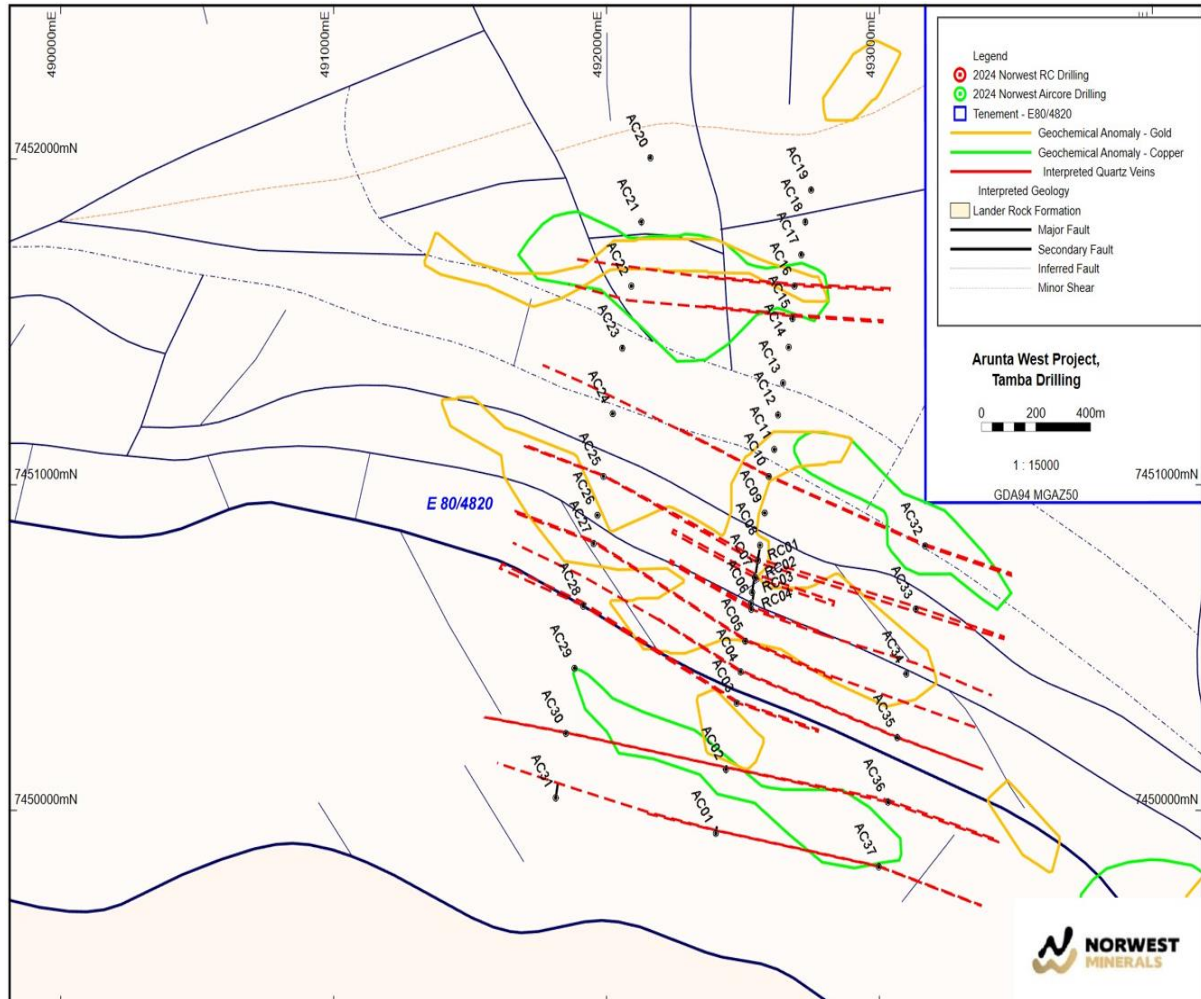 490000mE
491000mE
492000mE
493000mE
7452000mN
7451000mN
7450000mN
7451000mN
7450000mN
Legend
2024 Norwest RC Drilling
2024 Norwest Aircore Drilling
Tenement - E80/4820
Geochemical Anomaly - Gold
Geochemical Anomaly - Copper
Interpreted Quartz Veins
Interpreted Geology
Lander Rock Formation
Major Fault
Secondary Fault
Inferred Fault
Minor Shear
Arunta West Project,
Tamba Drilling
0 200 400m
1 : 15000
GDA94 MGAZ50
E 80/4820
AC20
AC19
AC21
AC18
AC17
AC22
AC16
AC15
AC23
AC14
AC13
AC24
AC12
AC11
AC25
AC10
AC26
AC09
AC27
AC08
AC32
RC01
AC07
RC02
AC06
RC03
AC28
RC04
AC33
AC05
AC29
AC04
AC34
AC03
AC30
AC35
AC02
AC31
AC36
AC01
AC37
NORWEST
MINERALS